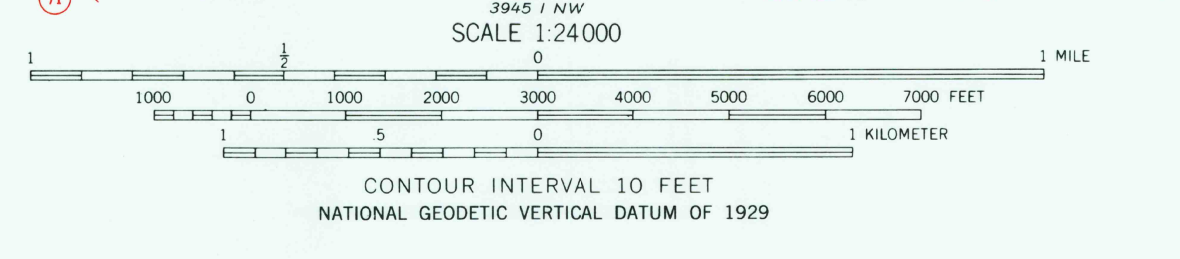 3945 I NW
SCALE 1:24000
1 1/2 0 1 MILE
1000 0 1000 2000 3000 4000 5000 6000 7000 FEET
1 .5 0 1 KILOMETER
CONTOUR INTERVAL 10 FEET
NATIONAL GEODETIC VERTICAL DATUM OF 1929